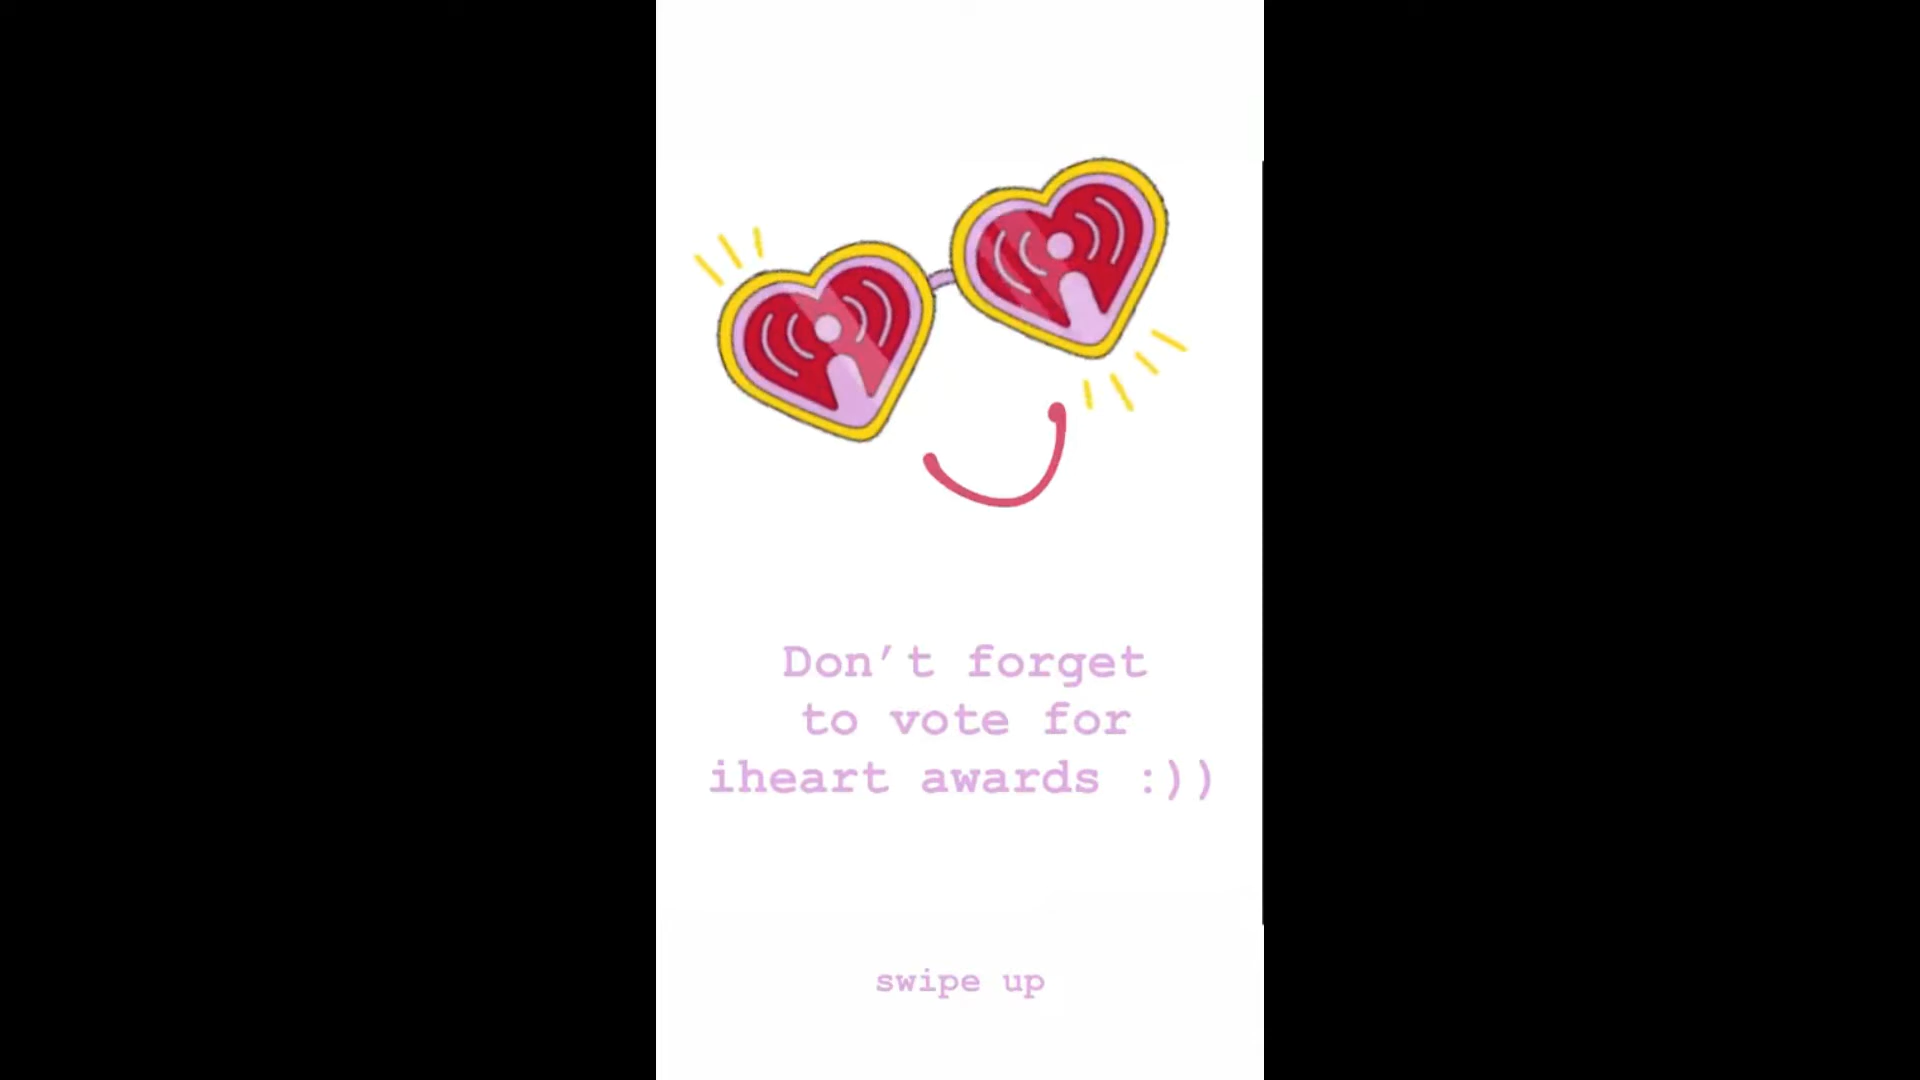 Don’t forget
to vote for
iheart awards :))
swipe up